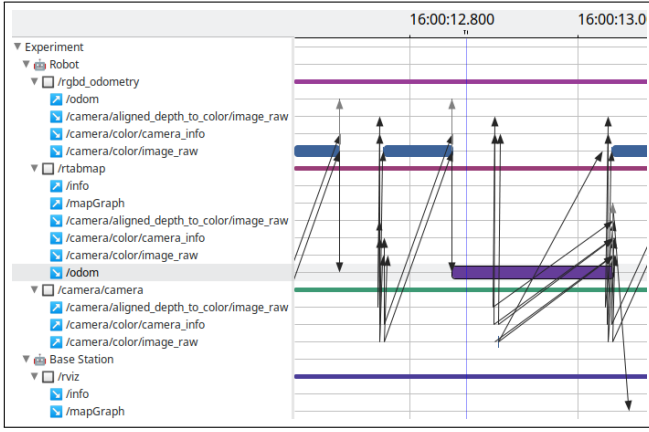 16:00:12.800 16:00:13.0
Experiment
Robot
/rgbd_odometry
/odom
/camera/aligned_depth_to_color/image_raw
/camera/color/camera_info
/camera/color/image_raw
/rtabmap
/info
/mapGraph
/camera/aligned_depth_to_color/image_raw
/camera/color/camera_info
/camera/color/image_raw
/odom
/camera/camera
/camera/aligned_depth_to_color/image_raw
/camera/color/camera_info
/camera/color/image_raw
Base Station
/rviz
/info
/mapGraph